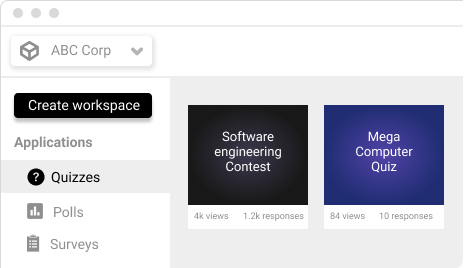 ABC Corp
Create workspace
Applications
Quizzes
Polls
Surveys
Software
engineering
Contest
4k views 1.2k responses
Mega
Computer
Quiz
84 views 10 responses